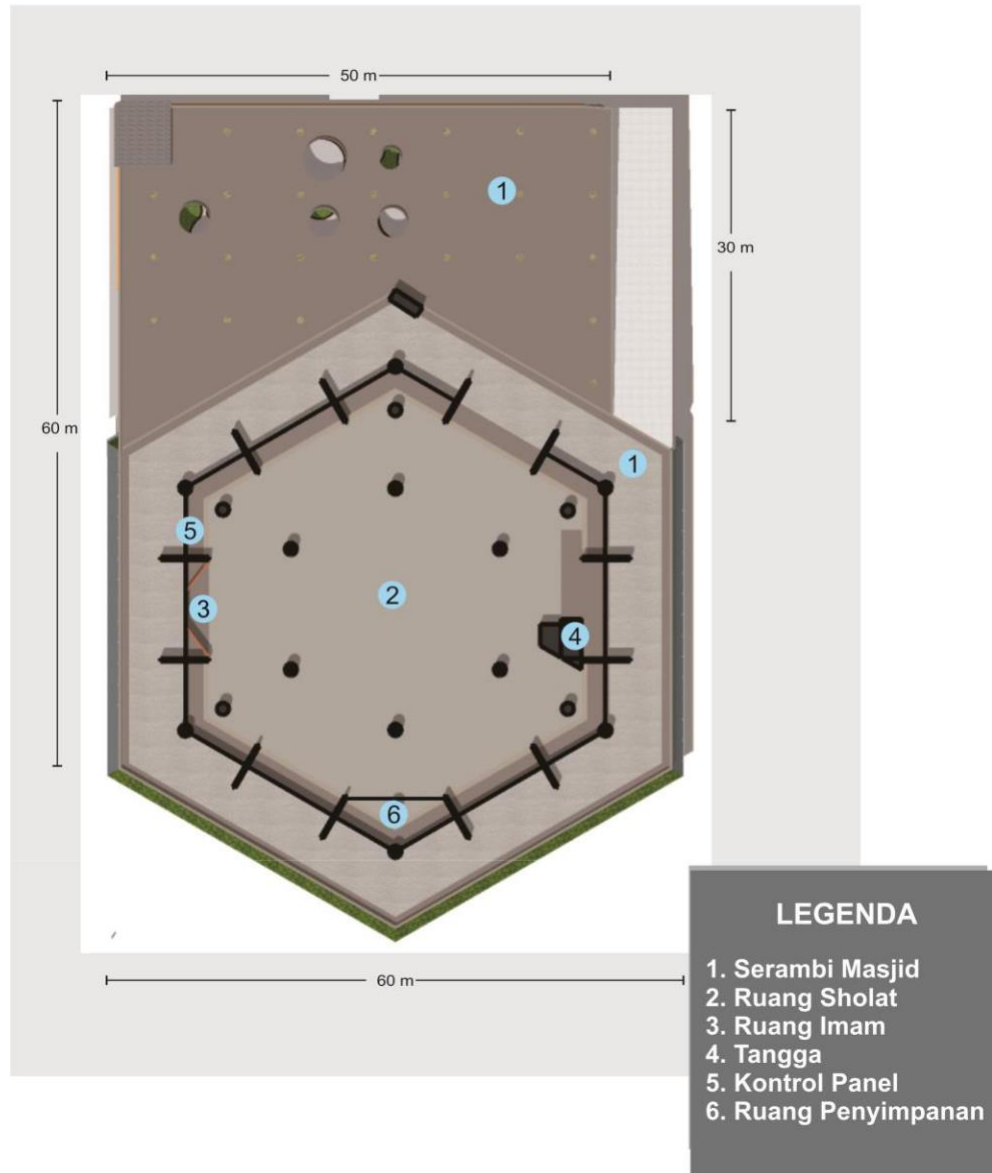 50 m
1
30 m
60 m
1
5
2
3
4
6
60 m
LEGENDA
1. Serambi Masjid
2. Ruang Sholat
3. Ruang Imam
4. Tangga
5. Kontrol Panel
6. Ruang Penyimpanan